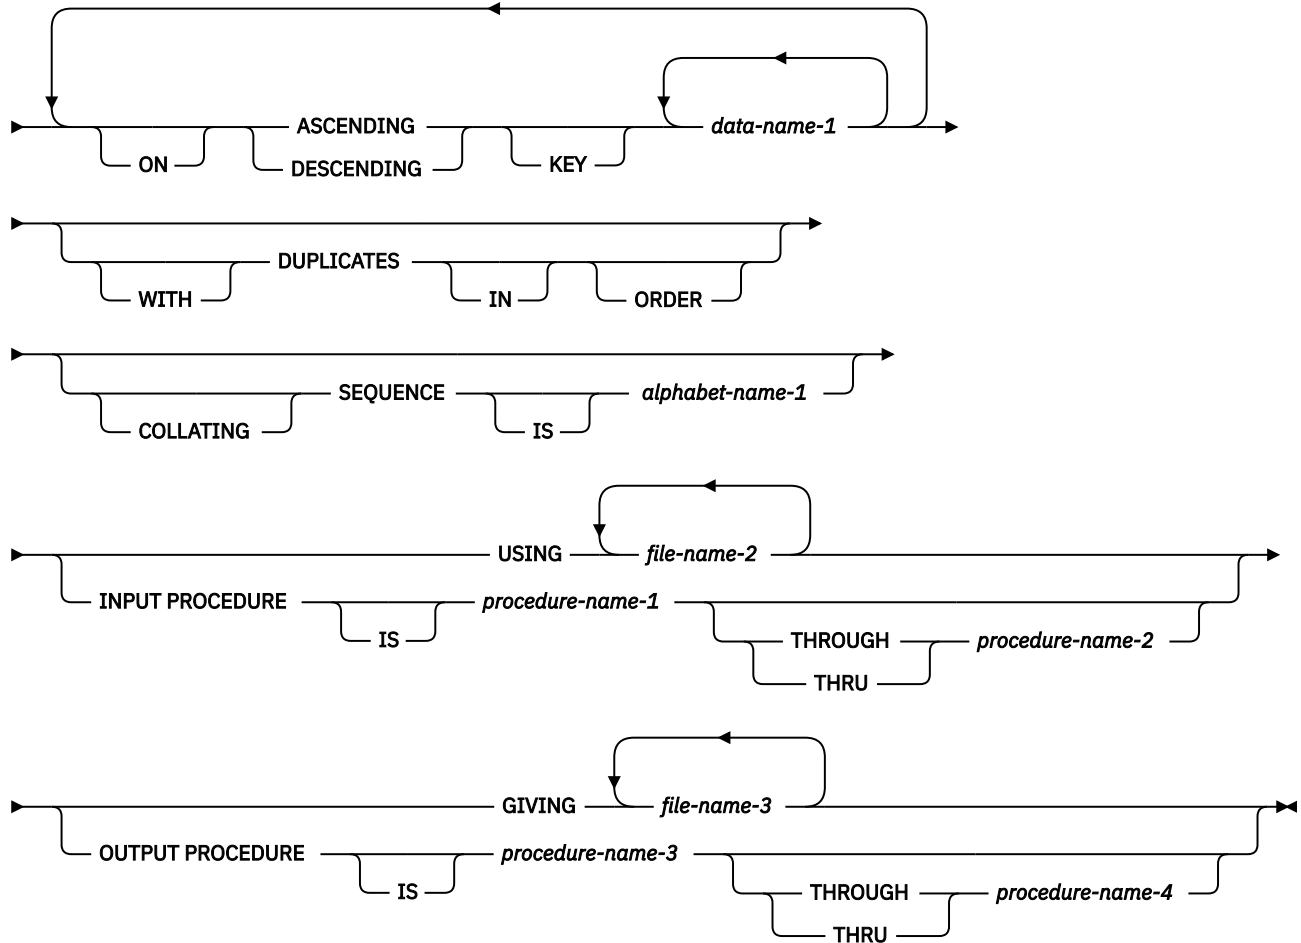 ASCENDING data-name-1
ON DESCENDING KEY
DUPLICATES
WITH IN ORDER
SEQUENCE alphabet-name-1
COLLATING IS
USING file-name-2
INPUT PROCEDURE procedure-name-1
IS THROUGH procedure-name-2
THRU
GIVING file-name-3
OUTPUT PROCEDURE procedure-name-3
IS THROUGH procedure-name-4
THRU